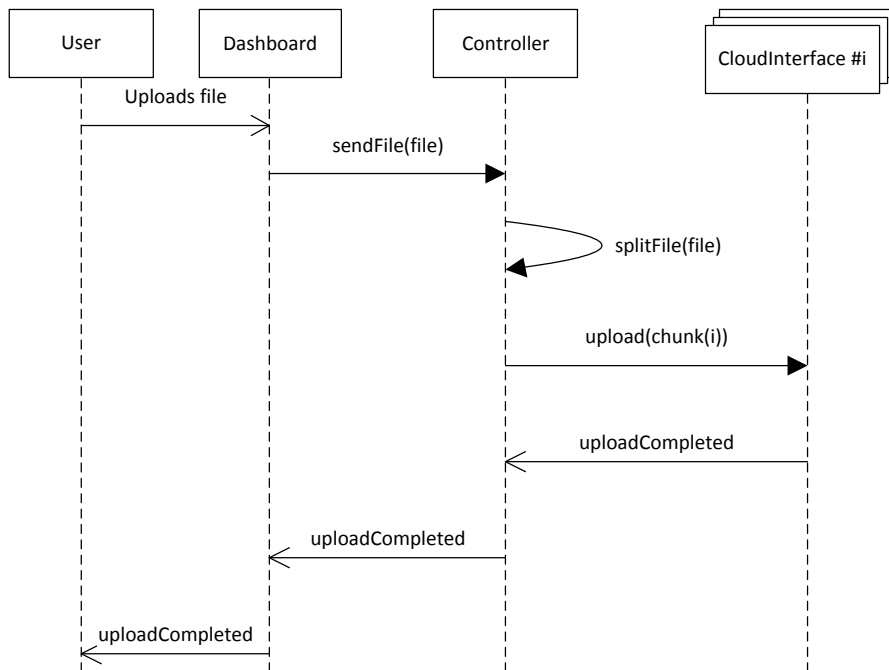 User
Dashboard
Controller
CloudInterface #i
Uploads file
sendFile(file)
splitFile(file)
upload(chunk(i))
uploadCompleted
uploadCompleted
uploadCompleted